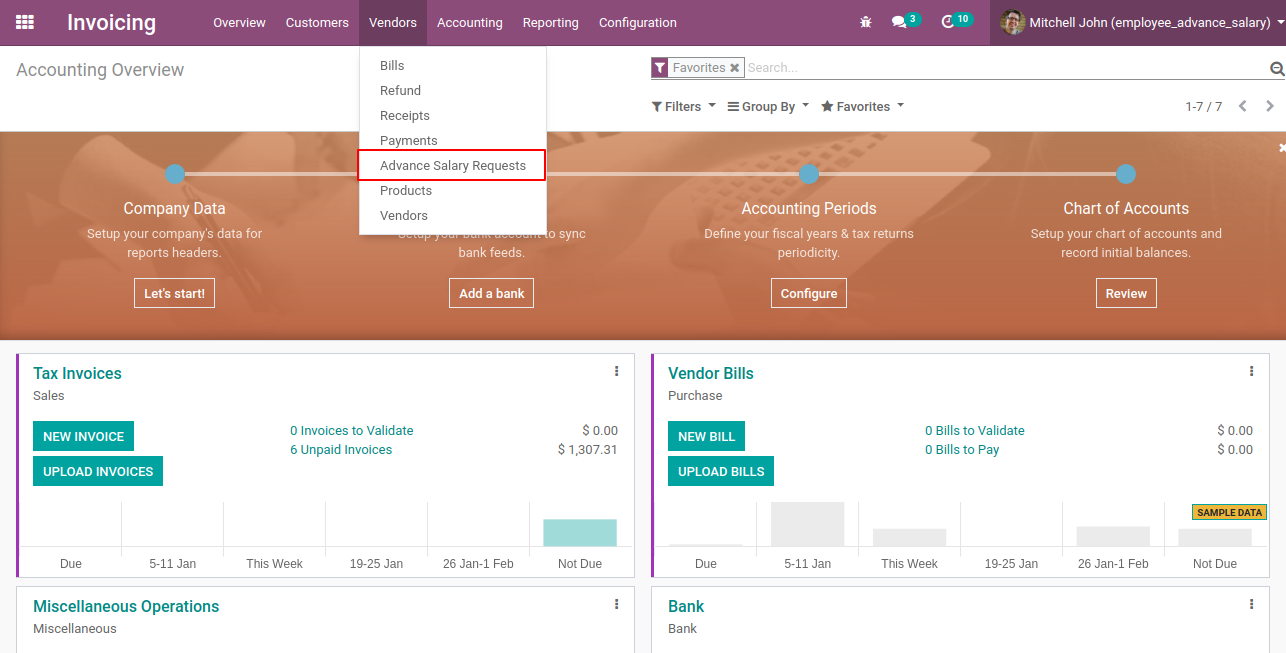 Invoicing
Overview Customers Vendors Accounting Reporting Configuration
3 10 Mitchell John (employee_advance_salary)
Accounting Overview
Favorites Search...
Filters Group By Favorites 1-7 / 7
Bills
Refund
Receipts
Payments
Advance Salary Requests
Products
Vendors
Company Data
Setup your company's data for
reports headers.
Let's start!
Setup your bank account to sync
bank feeds.
Add a bank
Accounting Periods
Define your fiscal years & tax returns
periodicity.
Configure
Chart of Accounts
Setup your chart of accounts and
record initial balances.
Review
Tax Invoices
Sales
NEW INVOICE
UPLOAD INVOICES
0 Invoices to Validate $ 0.00
6 Unpaid Invoices $ 1,307.31
Due 5-11 Jan This Week 19-25 Jan 26 Jan-1 Feb Not Due
Vendor Bills
Purchase
NEW BILL
UPLOAD BILLS
0 Bills to Validate $ 0.00
0 Bills to Pay $ 0.00
SAMPLE DATA
Due 5-11 Jan This Week 19-25 Jan 26 Jan-1 Feb Not Due
Miscellaneous Operations
Miscellaneous
Bank
Bank